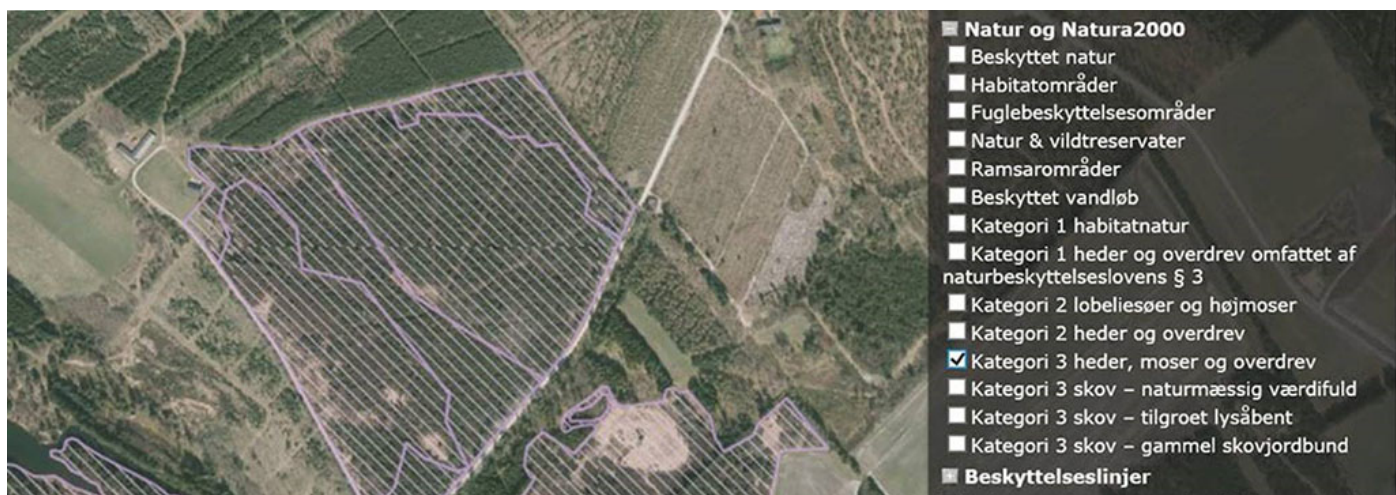 Natur og Natura2000
Beskyttet natur
Habitatområder
Fuglebeskyttelsesområder
Natur & vildtreservater
Ramsarområder
Beskyttet vandløb
Kategori 1 habitatnatur
Kategori 1 heder og overdrev omfattet af
naturbeskyttelseslovens § 3
Kategori 2 lobeliesøer og højmoser
Kategori 2 heder og overdrev
Kategori 3 heder, moser og overdrev
Kategori 3 skov – naturmæssig værdifuld
Kategori 3 skov – tilgroet lysåbent
Kategori 3 skov – gammel skovjordbund
Beskyttelseslinjer